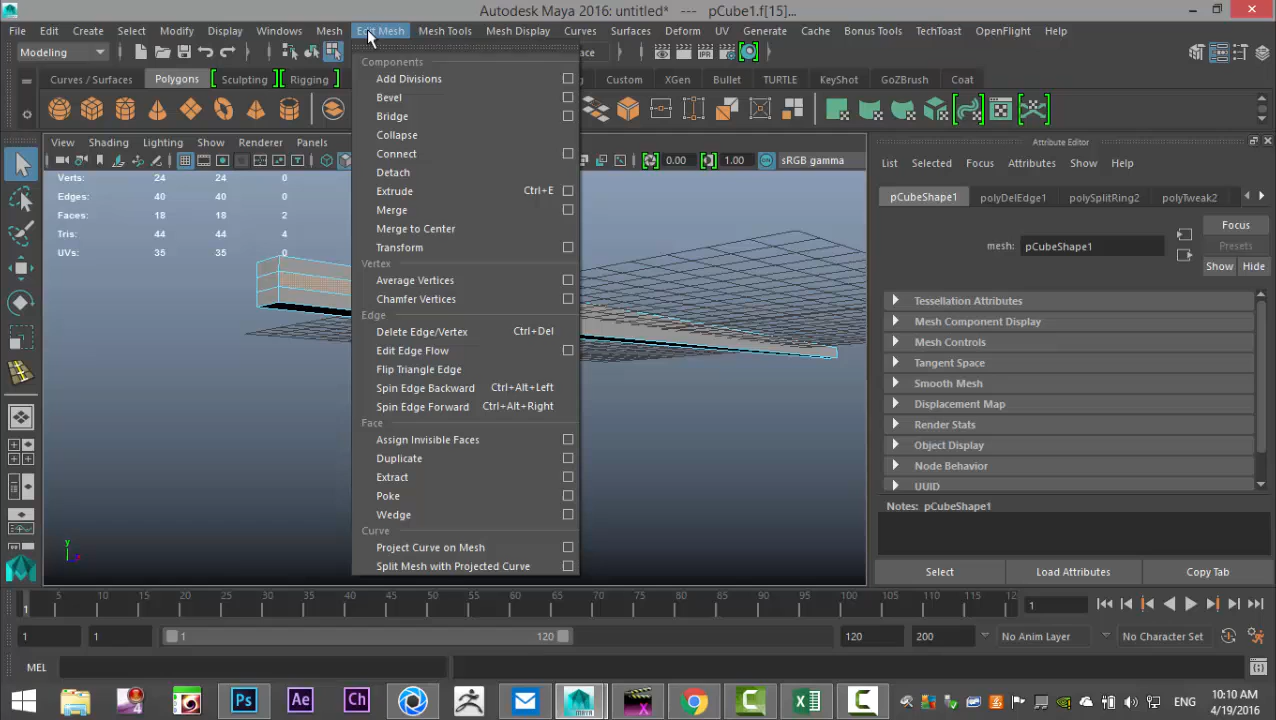 Autodesk Maya 2016: untitled*   ---   pCube1.f[15]...
File Edit Create Select Modify Display Windows Mesh Edit Mesh Mesh Tools Mesh Display Curves Surfaces Deform UV Generate Cache Bonus Tools TechToast OpenFlight Help
Modeling
Curves / Surfaces Polygons Sculpting Rigging Custom XGen Bullet TURTLE KeyShot GoZBrush Coat
View Shading Lighting Show Renderer Panels
0.00 1.00 sRGB gamma
Verts: 24 24 0
Edges: 40 40 0
Faces: 18 18 2
Tris: 44 44 4
UVs: 35 35 0
Components
Add Divisions
Bevel
Bridge
Collapse
Connect
Detach
Extrude Ctrl+E
Merge
Merge to Center
Transform
Vertex
Average Vertices
Chamfer Vertices
Edge
Delete Edge/Vertex Ctrl+Del
Edit Edge Flow
Flip Triangle Edge
Spin Edge Backward Ctrl+Alt+Left
Spin Edge Forward Ctrl+Alt+Right
Face
Assign Invisible Faces
Duplicate
Extract
Poke
Wedge
Curve
Project Curve on Mesh
Split Mesh with Projected Curve
y
Attribute Editor
List Selected Focus Attributes Show Help
pCubeShape1 polyDelEdge1 polySplitRing2 polyTweak2
Focus
mesh: pCubeShape1
Presets
Show Hide
Tessellation Attributes
Mesh Component Display
Mesh Controls
Tangent Space
Smooth Mesh
Displacement Map
Render Stats
Object Display
Node Behavior
UUID
Notes: pCubeShape1
Select Load Attributes Copy Tab
5 10 15 20 25 30 35 40 45 50 55 60 65 70 75 80 85 90 95 100 105 110 115 12
1 1
1 1 1 120 120 200 No Anim Layer No Character Set
MEL
Ps Ae Ch MAYA X C X C ENG
10:10 AM
4/19/2016